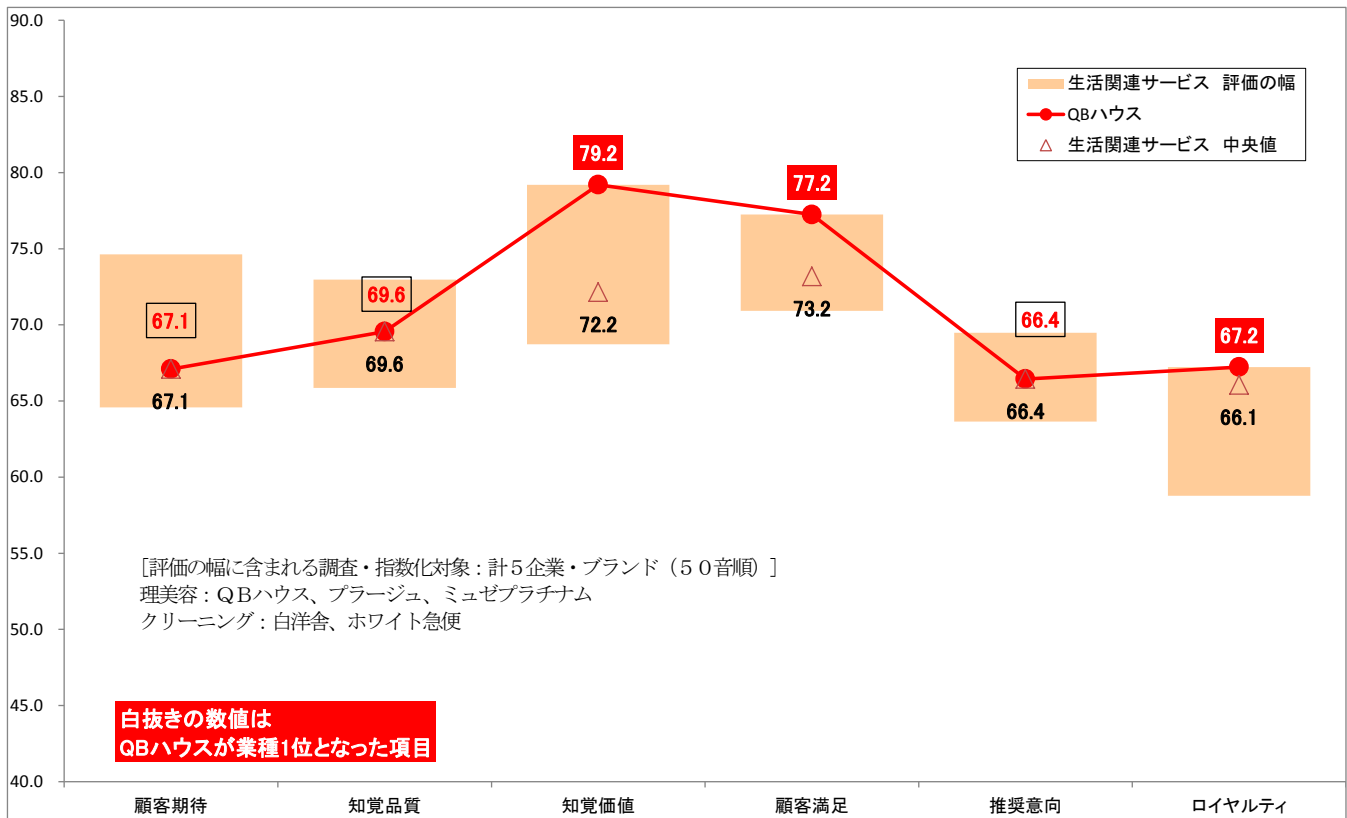 90.0
85.0
80.0
75.0
70.0
65.0
60.0
55.0
50.0
45.0
40.0
生活関連サービス 評価の幅
QBハウス
生活関連サービス 中央値
67.1
69.6
79.2
77.2
66.4
67.2
67.1
69.6
72.2
73.2
66.4
66.1
[評価の幅に含まれる調査・指数化対象：計５企業・ブランド（５０音順）]
理美容：ＱＢハウス、プラージュ、ミュゼプラチナム
クリーニング：白洋舎、ホワイト急便
白抜きの数値は
QBハウスが業種1位となった項目
顧客期待
知覚品質
知覚価値
顧客満足
推奨意向
ロイヤルティ